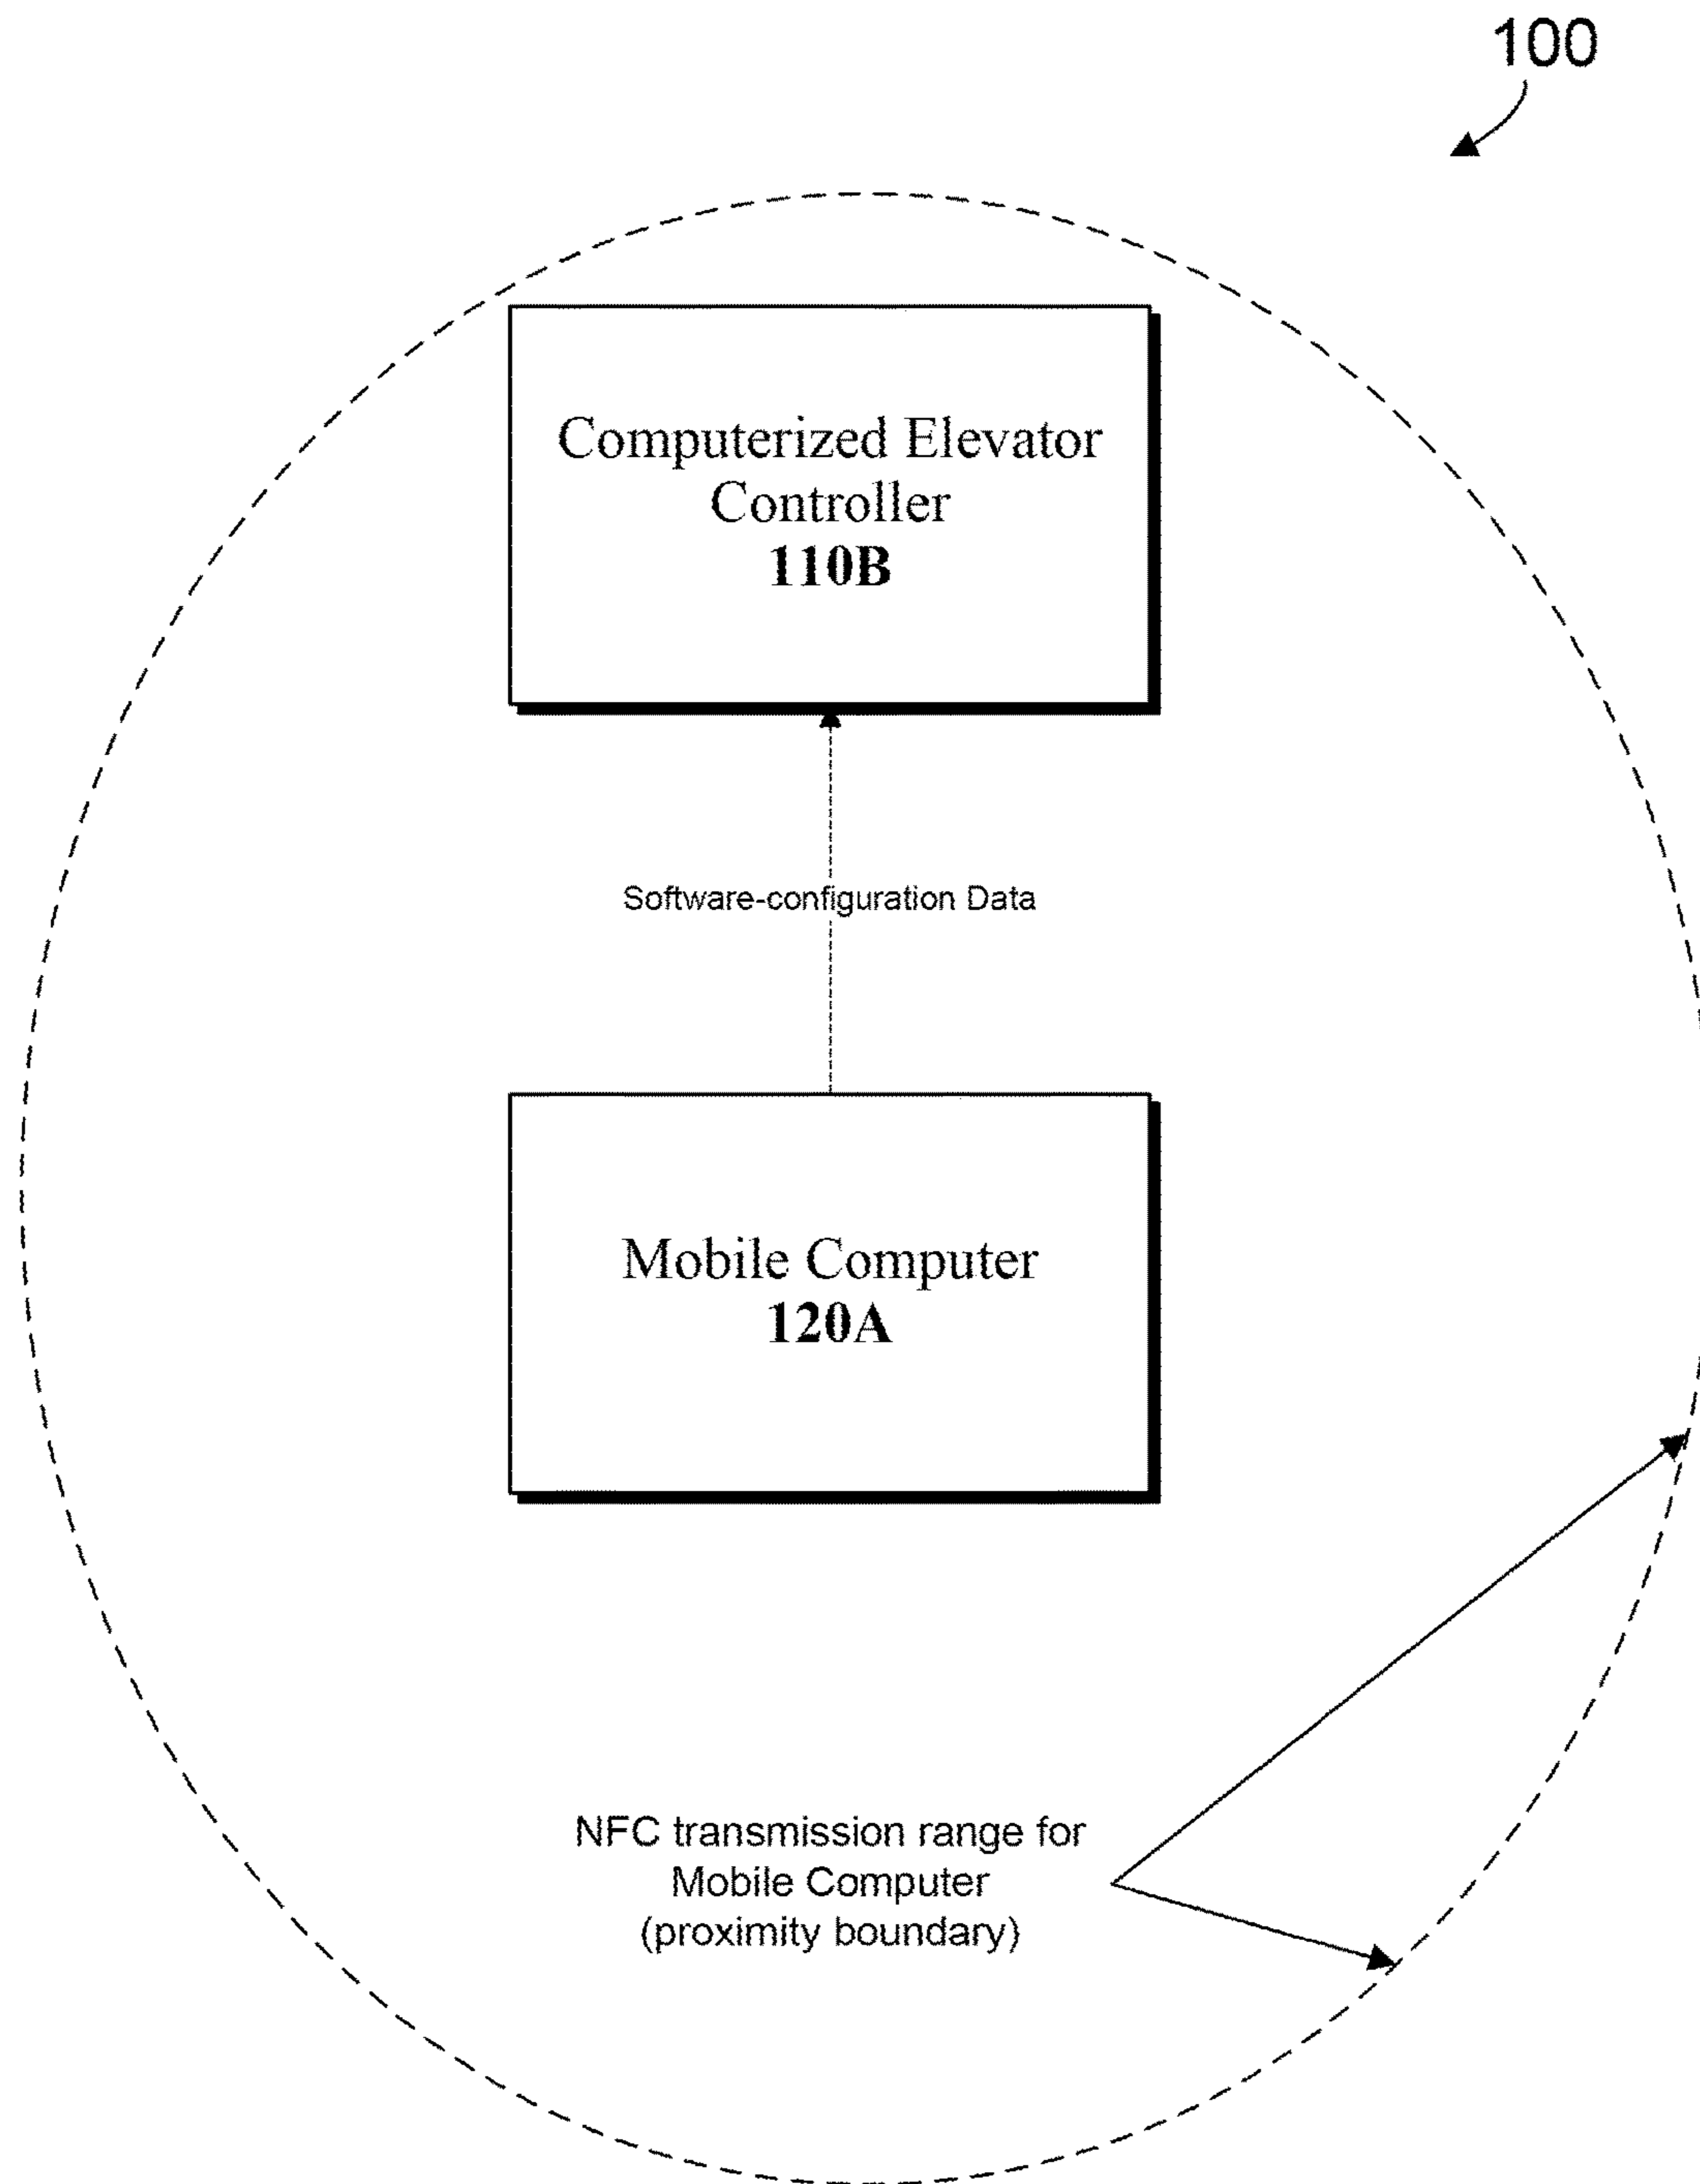 100
Computerized Elevator
Controller
110B
Software-configuration Data
Mobile Computer
120A
NFC transmission range for
Mobile Computer
(proximity boundary)